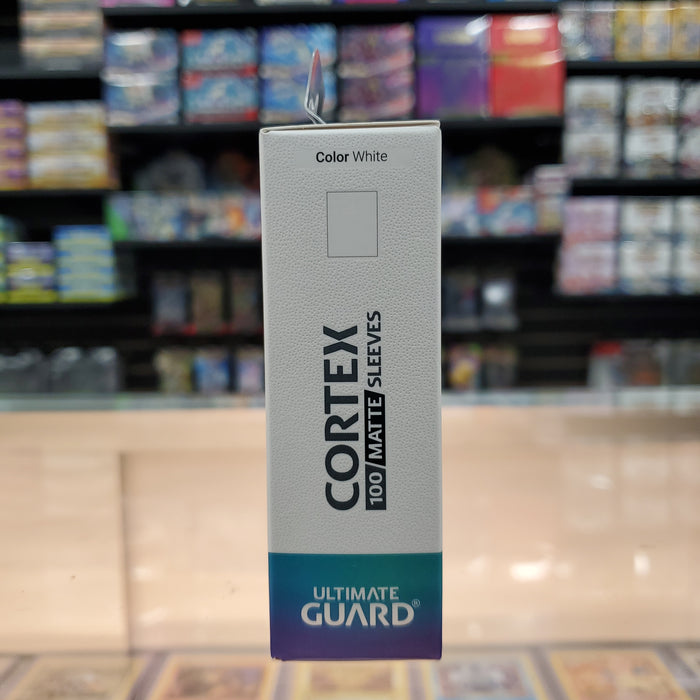 Color White
CORTEX
100/MATTE/SLEEVES
ULTIMATE
GUARD®